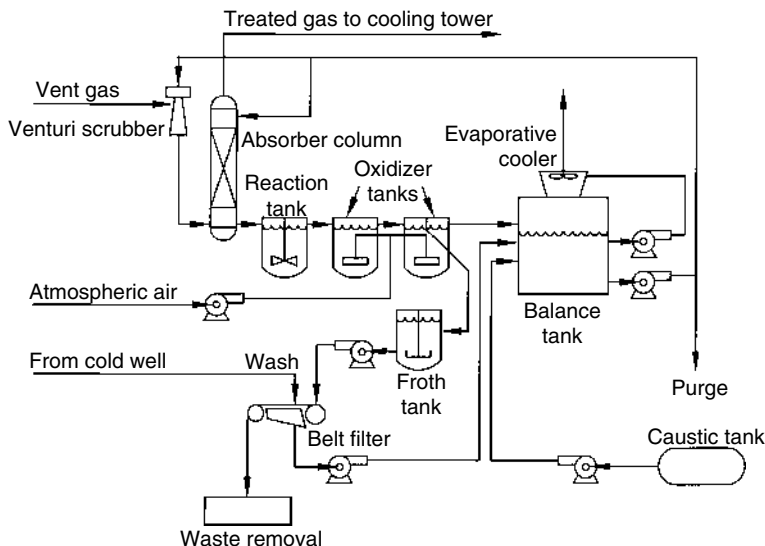 Treated gas to cooling tower
Vent gas
Venturi scrubber
Absorber column
Evaporative
cooler
Oxidizer
tanks
Reaction
tank
Atmospheric air
Balance
tank
From cold well
Wash
Froth
tank
Purge
Belt filter
Caustic tank
Waste removal